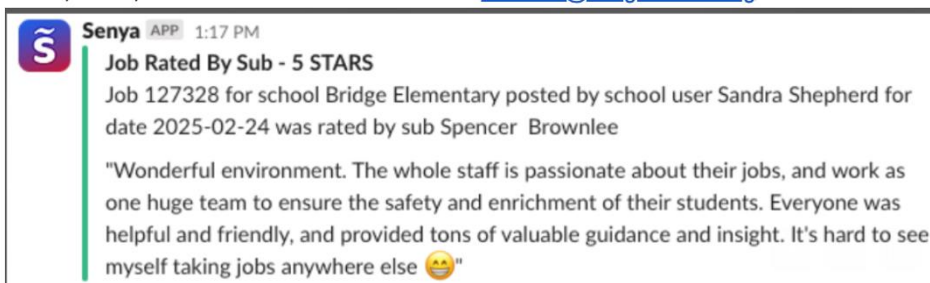 Senya APP 1:17 PM
Job Rated By Sub - 5 STARS
Job 127328 for school Bridge Elementary posted by school user Sandra Shepherd for
date 2025-02-24 was rated by sub Spencer Brownlee
"Wonderful environment. The whole staff is passionate about their jobs, and work as
one huge team to ensure the safety and enrichment of their students. Everyone was
helpful and friendly, and provided tons of valuable guidance and insight. It's hard to see
myself taking jobs anywhere else 😁"